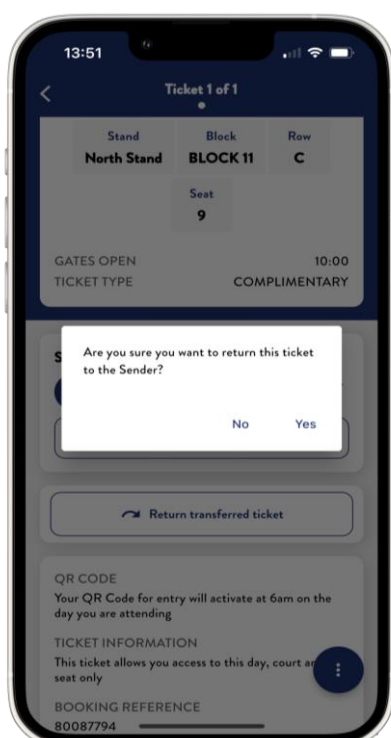 13:51
Ticket 1 of 1
Stand Block Row
North Stand BLOCK 11 C
Seat
9
GATES OPEN 10:00
TICKET TYPE COMPLIMENTARY
S
Are you sure you want to return this ticket
to the Sender?
No Yes
Return transferred ticket
QR CODE
Your QR Code for entry will activate at 6am on the
day you are attending
TICKET INFORMATION
This ticket allows you access to this day, court
seat only
BOOKING REFERENCE
80087794